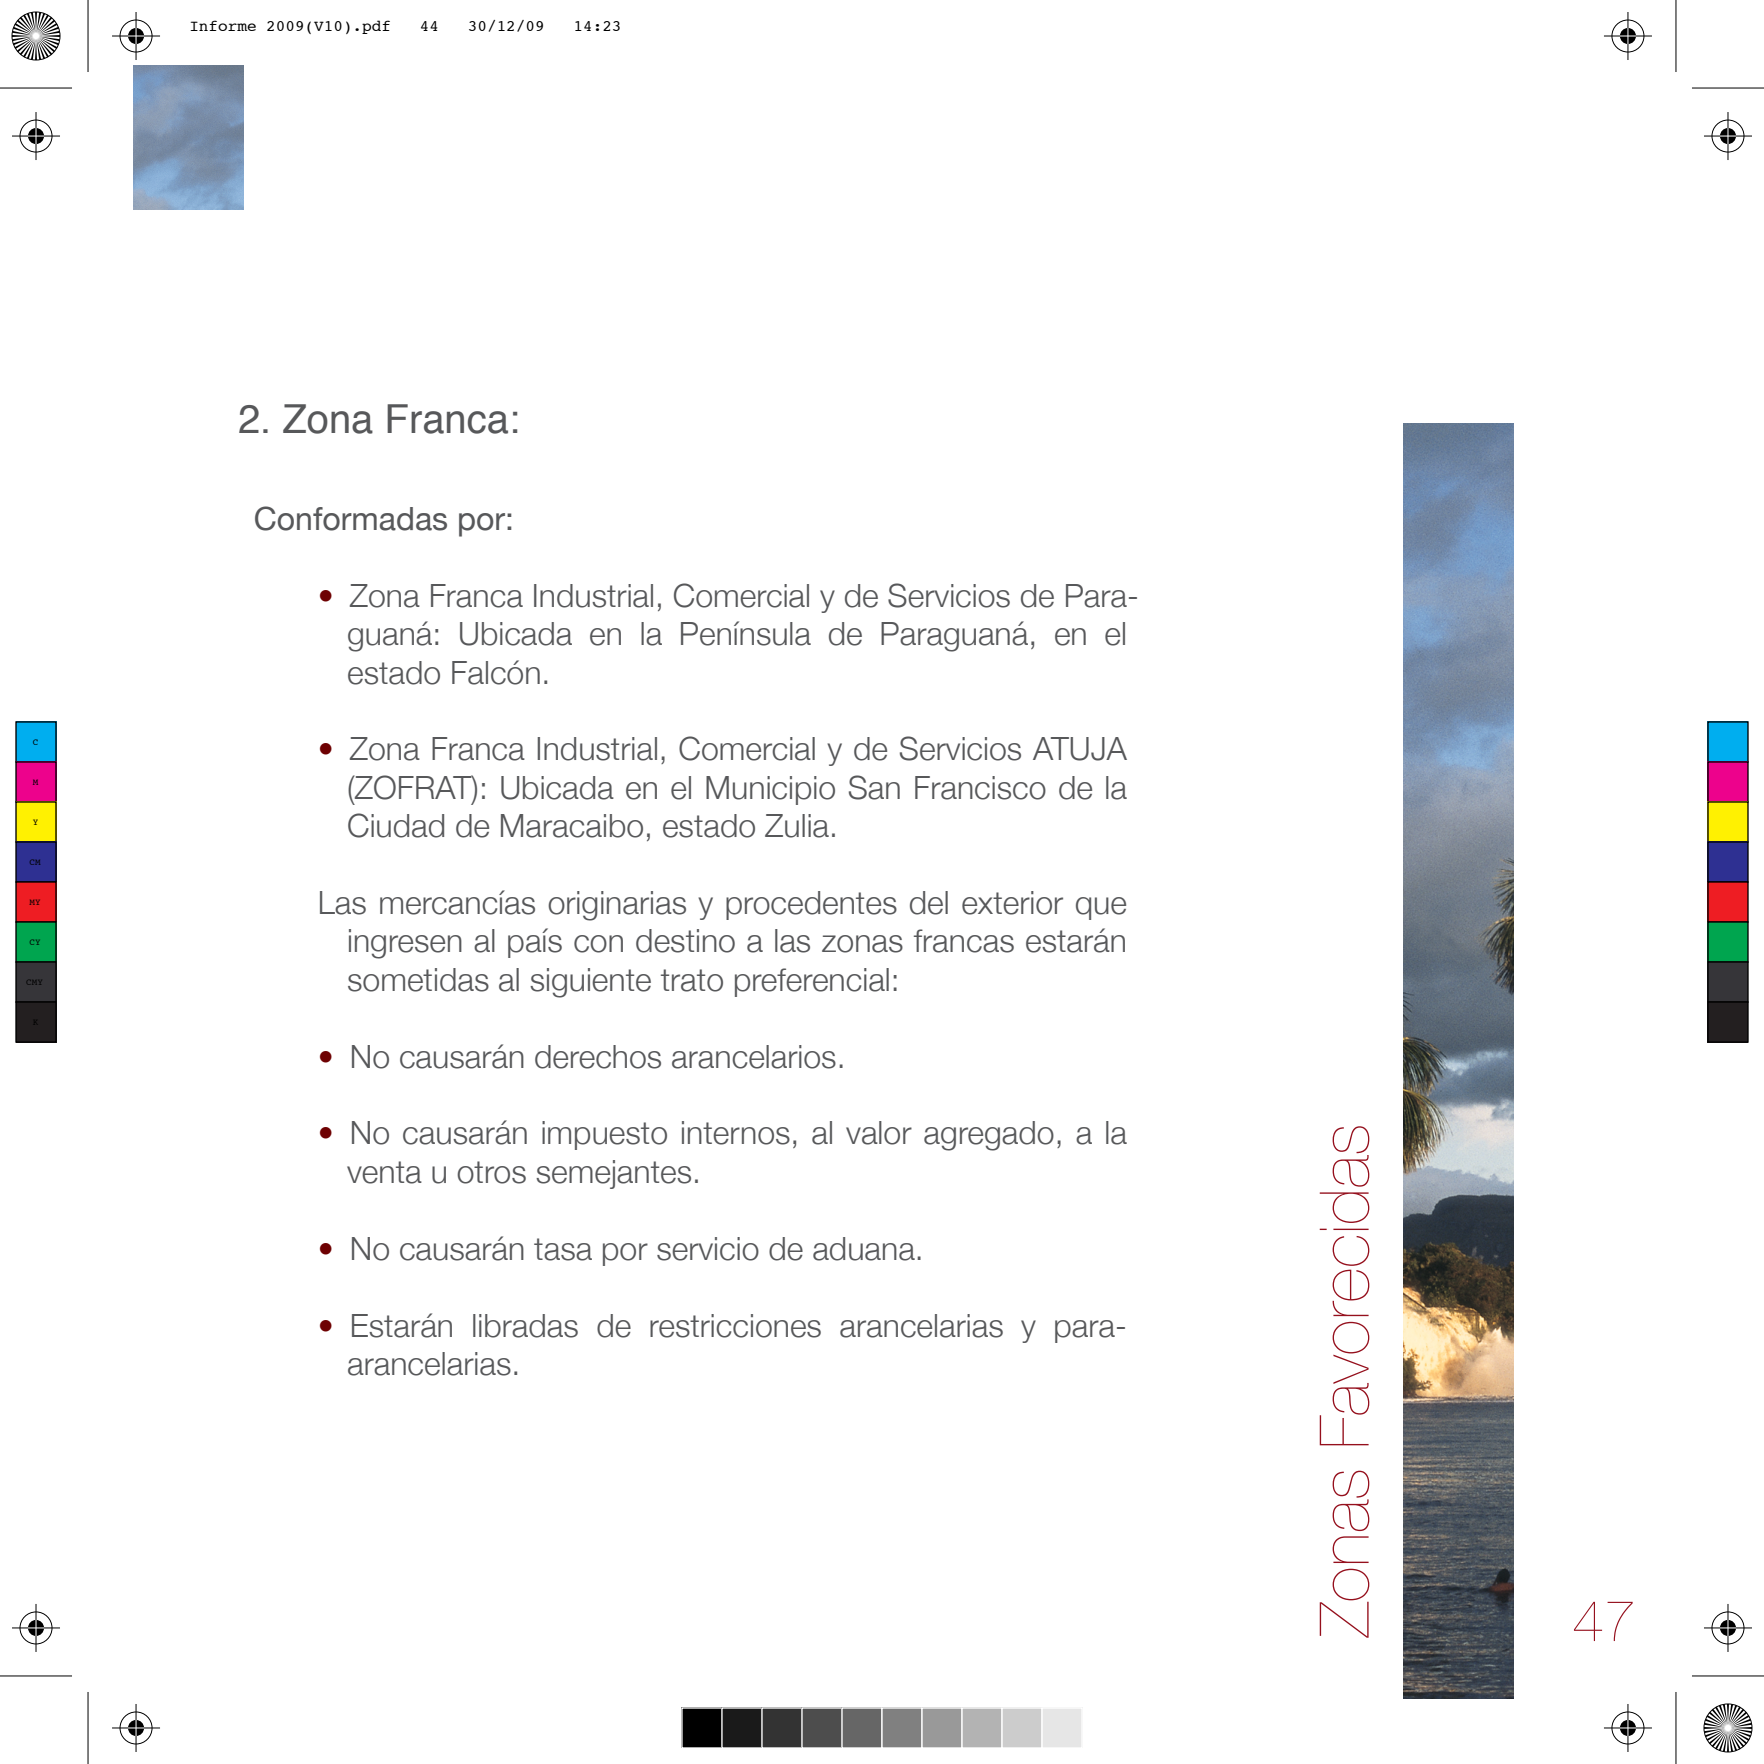 Informe 2009(V10).pdf   44   30/12/09   14:23
2. Zona Franca:
Conformadas por:
• Zona Franca Industrial, Comercial y de Servicios de Para-
guaná: Ubicada en la Península de Paraguaná, en el
estado Falcón.
• Zona Franca Industrial, Comercial y de Servicios ATUJA
(ZOFRAT): Ubicada en el Municipio San Francisco de la
Ciudad de Maracaibo, estado Zulia.
Las mercancías originarias y procedentes del exterior que
ingresen al país con destino a las zonas francas estarán
sometidas al siguiente trato preferencial:
• No causarán derechos arancelarios.
• No causarán impuesto internos, al valor agregado, a la
venta u otros semejantes.
• No causarán tasa por servicio de aduana.
• Estarán libradas de restricciones arancelarias y para-
arancelarias.
Zonas Favorecidas
47
C
M
Y
CM
MY
CY
CMY
K